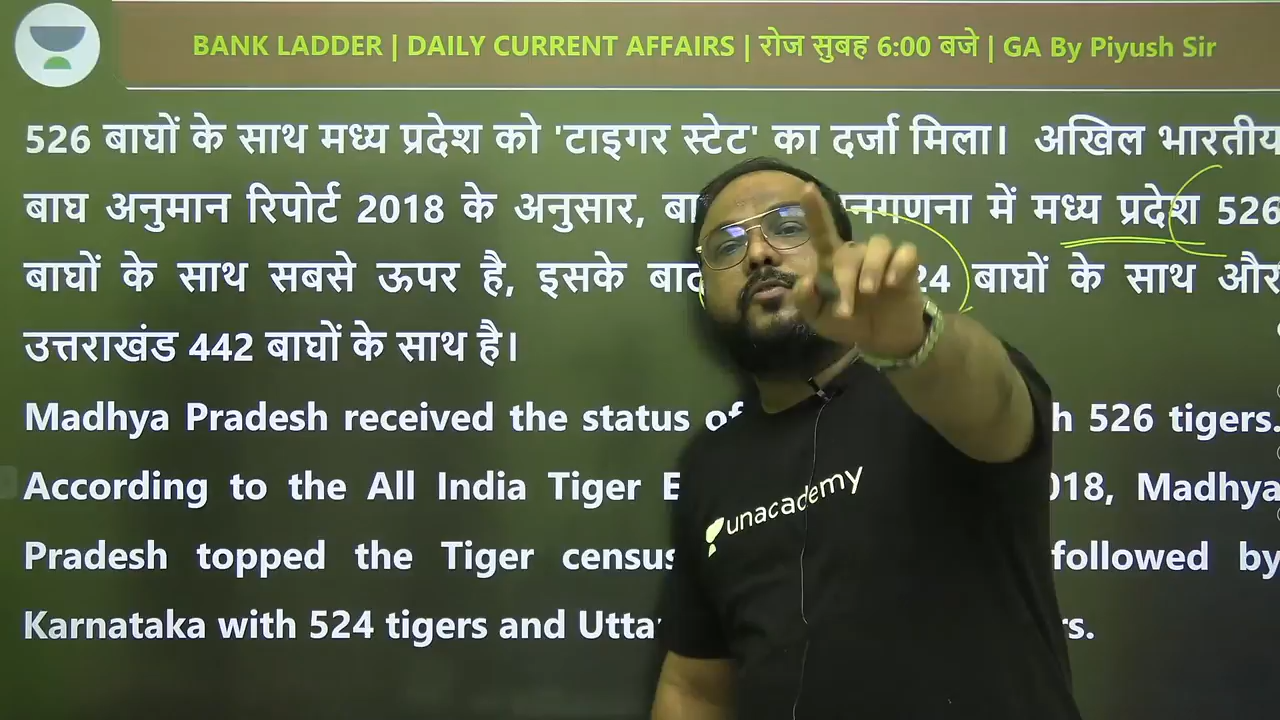 BANK LADDER | DAILY CURRENT AFFAIRS | रोज सुबह 6:00 बजे | GA By Piyush Sir
526 बाघों के साथ मध्य प्रदेश को 'टाइगर स्टेट' का दर्जा मिला। अखिल भारतीय
बाघ अनुमान रिपोर्ट 2018 के अनुसार, में मध्य प्रदेश 526
बाघों के साथ सबसे ऊपर है, इसके बाघों के साथ और
उत्तराखंड 442 बाघों के साथ है।
Madhya Pradesh received the status of 526 tigers.
According to the All India Tiger Madhya
Pradesh topped the Tiger census followed by
Karnataka with 524 tigers and
unacademy